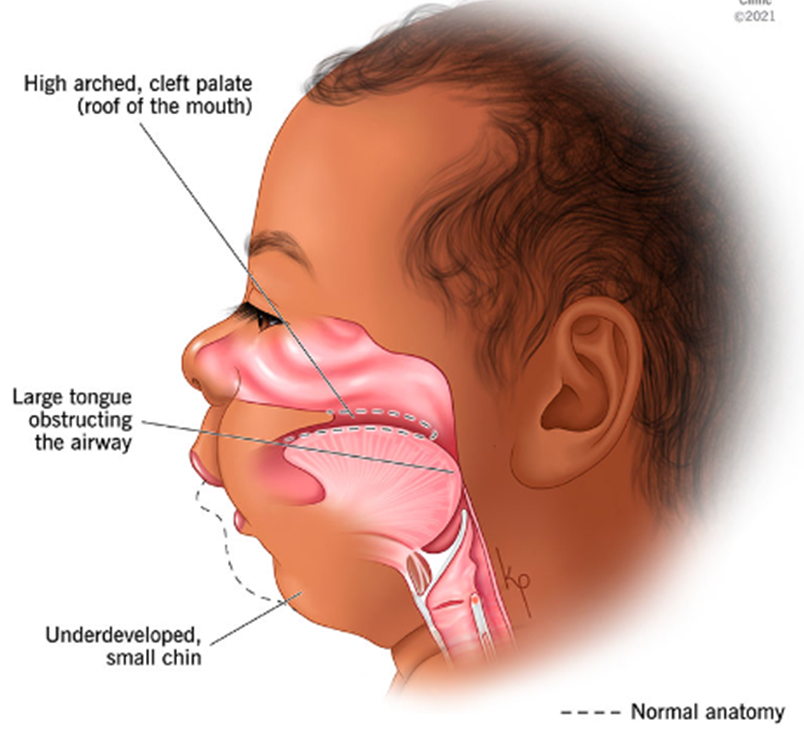 Clinic
©2021
High arched, cleft palate
(roof of the mouth)
Large tongue
obstructing
the airway
Underdeveloped,
small chin
Normal anatomy